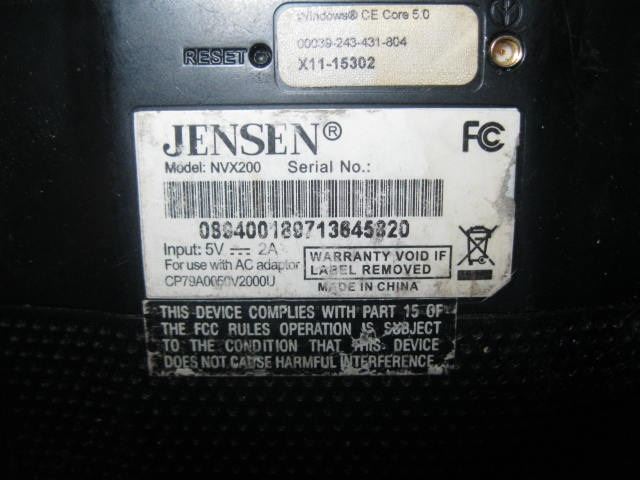 Windows® CE Core 5.0
00039-243-431-804
RESET
X11-15302
JENSEN®
FC
Model: NVX200 Serial No.:
Input: 5V ⎓ 2A
For use with AC adaptor
CP79A0050V2000U
WARRANTY VOID IF
LABEL REMOVED
MADE IN CHINA
THIS DEVICE COMPLIES WITH PART 15 OF
THE FCC RULES OPERATION IS SUBJECT
TO THE CONDITION THAT THIS DEVICE
DOES NOT CAUSE HARMFUL INTERFERENCE.